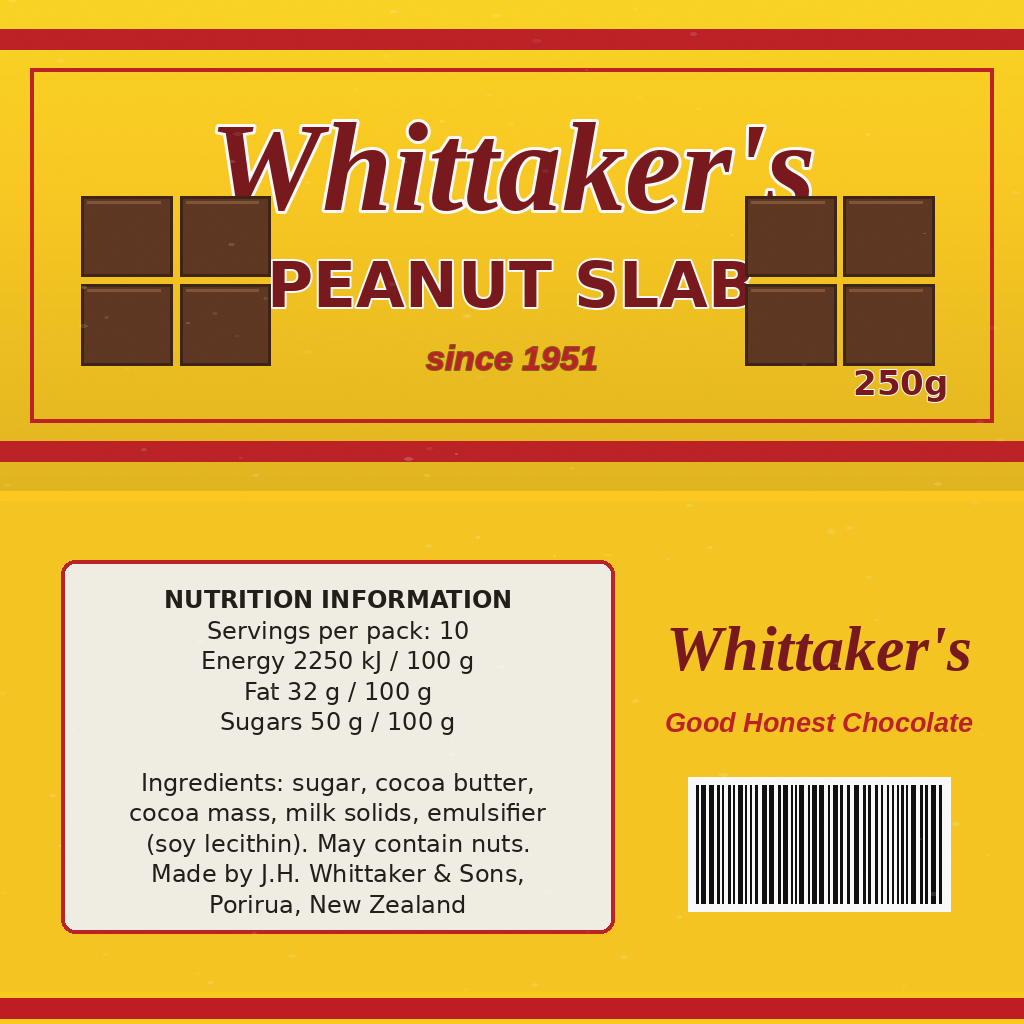 Whittaker's
PEANUT SLAB
since 1951
250g
NUTRITION INFORMATION
Servings per pack: 10
Energy 2250 kJ / 100 g
Fat 32 g / 100 g
Sugars 50 g / 100 g
Ingredients: sugar, cocoa butter,
cocoa mass, milk solids, emulsifier
(soy lecithin). May contain nuts.
Made by J.H. Whittaker & Sons,
Porirua, New Zealand
Whittaker's
Good Honest Chocolate